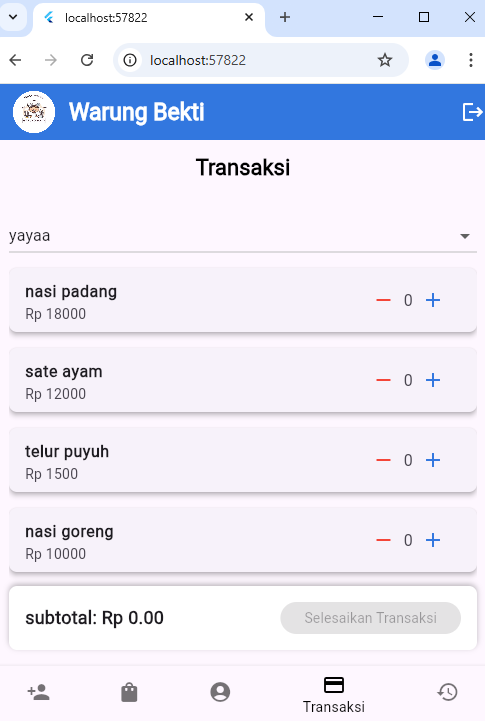 localhost:57822
localhost:57822
Warung Bekti
Transaksi
yayaa
nasi padang
Rp 18000
0
sate ayam
Rp 12000
0
telur puyuh
Rp 1500
0
nasi goreng
Rp 10000
0
subtotal: Rp 0.00
Selesaikan Transaksi
Transaksi